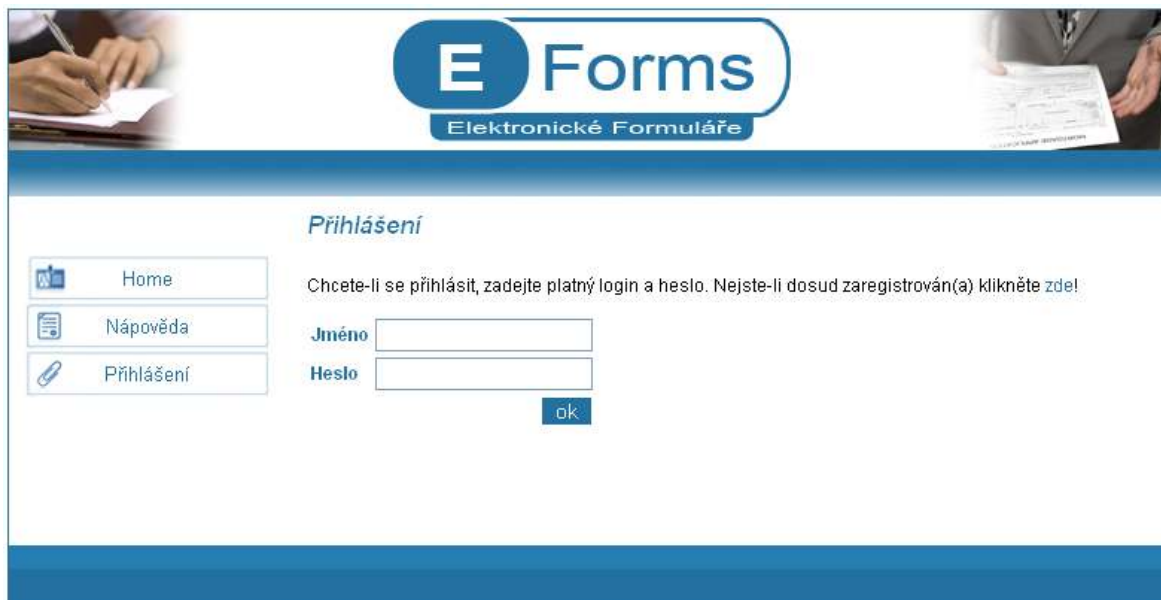 E Forms
Elektronické Formuláře
Přihlášení
Home
Nápověda
Přihlášení
Chcete-li se přihlásit, zadejte platný login a heslo. Nejste-li dosud zaregistrován(a) klikněte zde!
Jméno
Heslo
ok